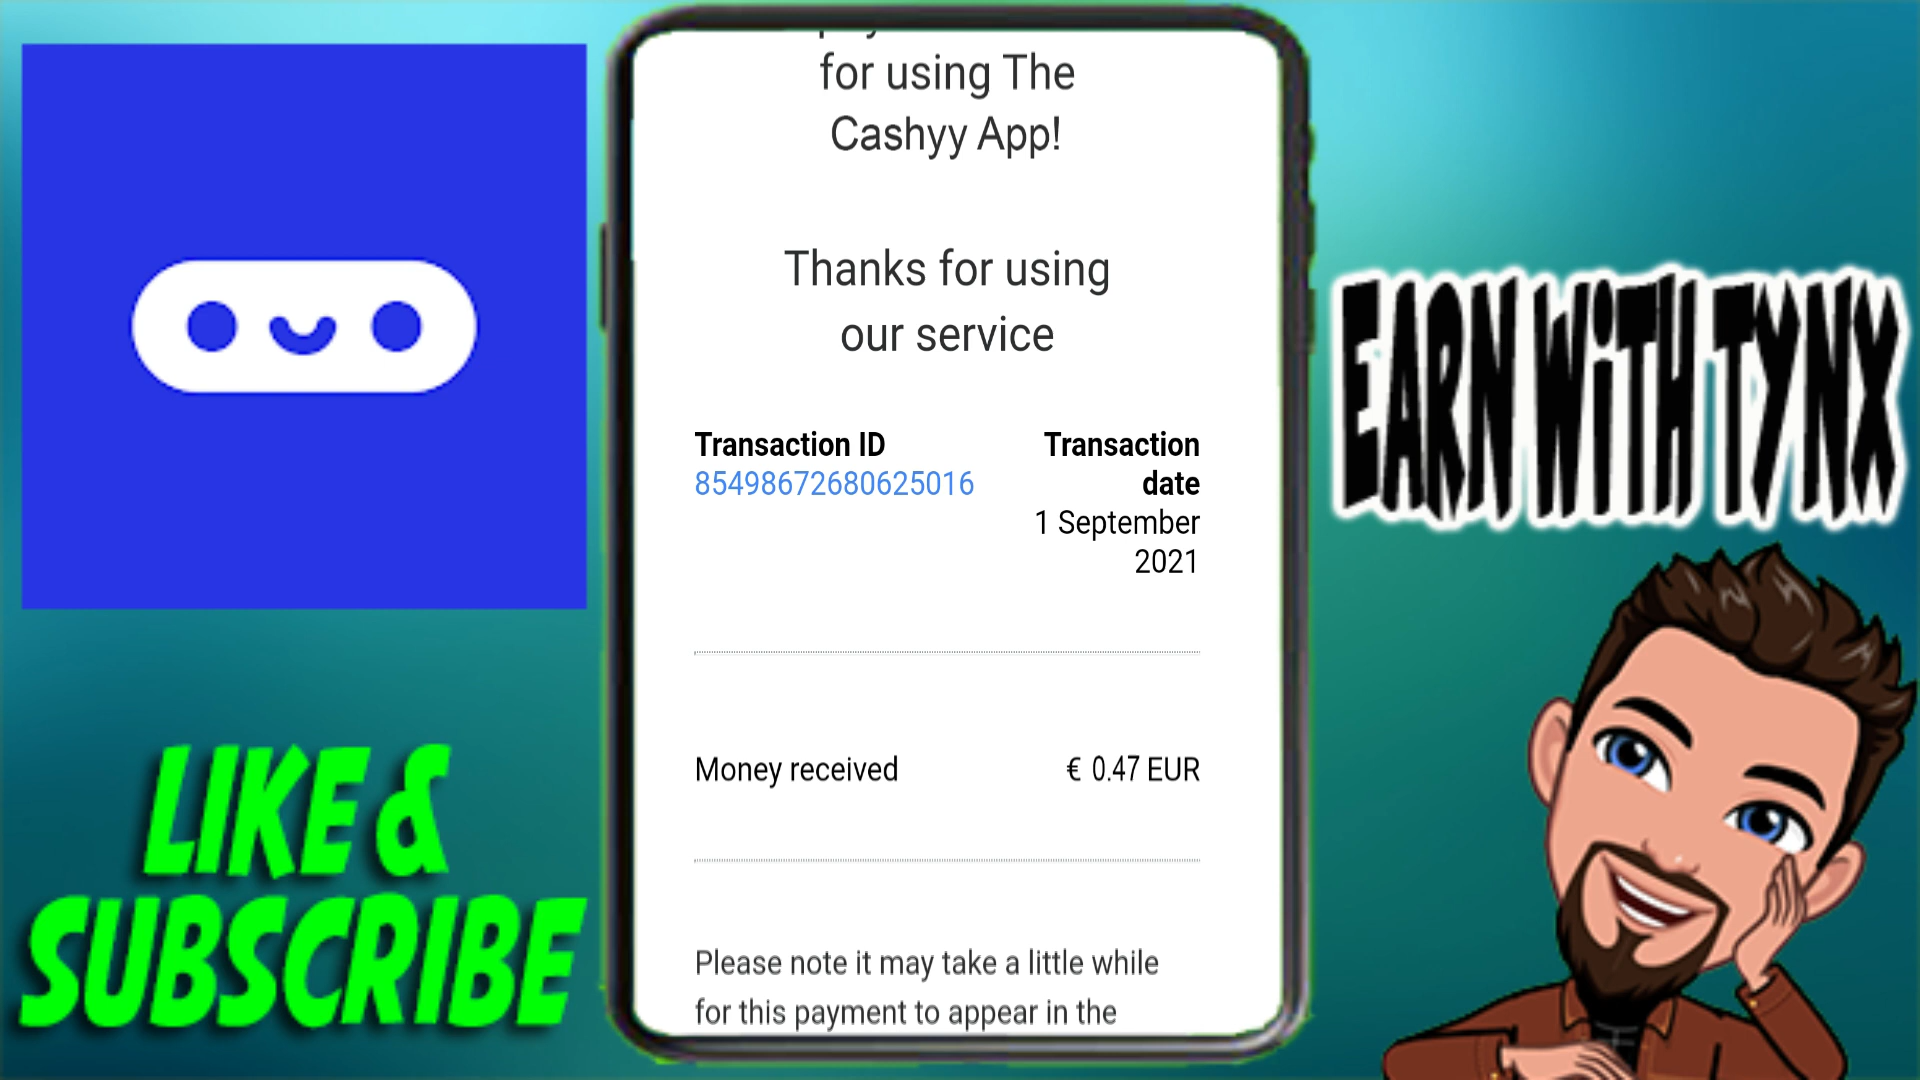 for using The
Cashyy App!
Thanks for using
our service
Transaction ID
85498672680625016
Transaction
date
1 September
2021
Money received
€ 0.47 EUR
Please note it may take a little while
for this payment to appear in the
EARN WiTH TYNX
LIKE &
SUBSCRIBE